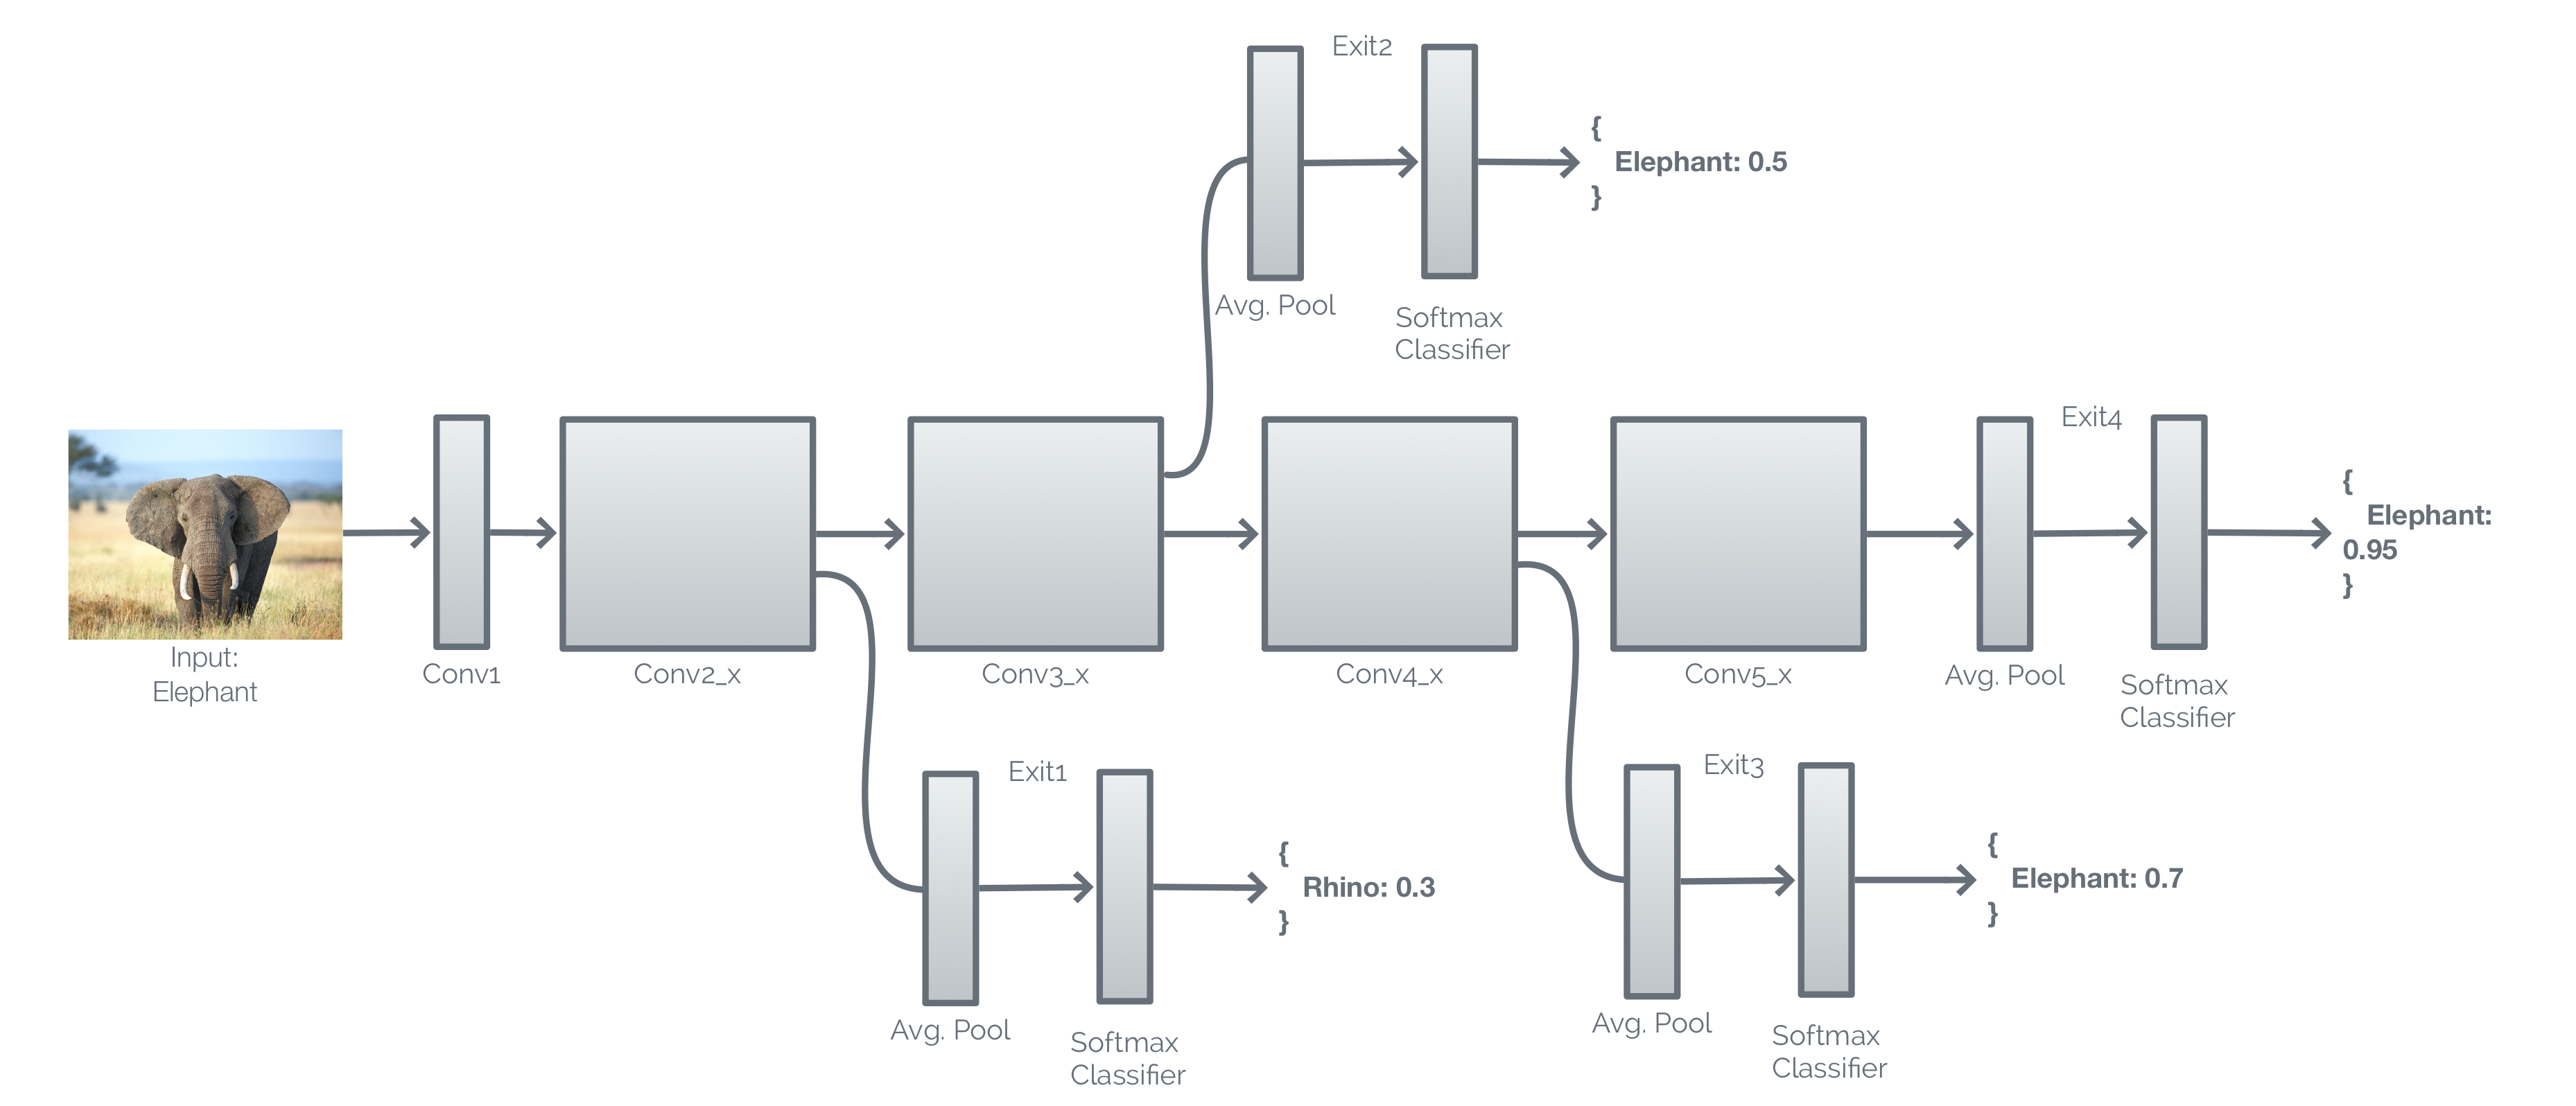 Exit2
{
Elephant: 0.5
}
Avg. Pool
Softmax
Classifier
Input:
Elephant
Conv1
Conv2_x
Conv3_x
Conv4_x
Conv5_x
Avg. Pool
Exit4
Softmax
Classifier
{
Elephant:
0.95
}
Exit1
{
Rhino: 0.3
}
Avg. Pool
Softmax
Classifier
Exit3
{
Elephant: 0.7
}
Avg. Pool
Softmax
Classifier